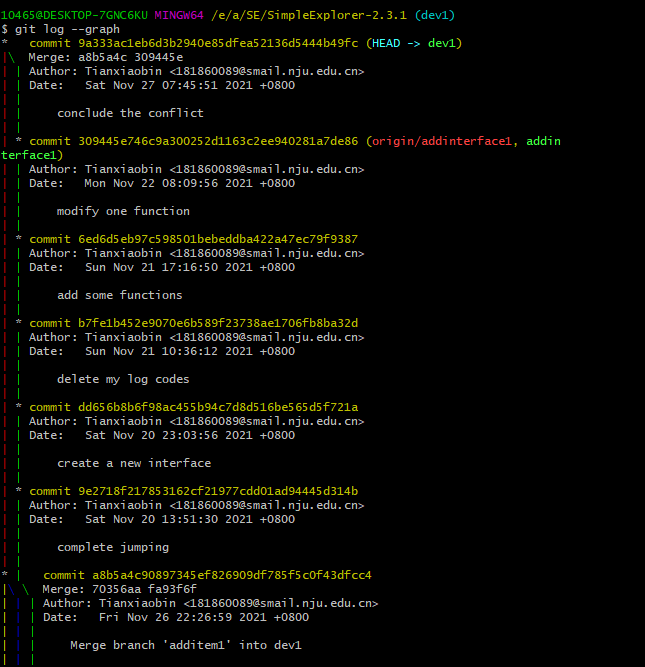 10465@DESKTOP-7GNC6KU MINGW64 /e/a/SE/SimpleExplorer-2.3.1 (dev1)
$ git log --graph
*   commit 9a333ac1eb6d3b2940e85dfea52136d5444b49fc (HEAD -> dev1)
|\  Merge: a8b5a4c 309445e
| | Author: Tianxiaobin <181860089@smail.nju.edu.cn>
| | Date:   Sat Nov 27 07:45:51 2021 +0800
| |
| |     conclude the conflict
| |
| * commit 309445e746c9a300252d1163c2ee940281a7de86 (origin/addinterface1, addin
terface1)
| | Author: Tianxiaobin <181860089@smail.nju.edu.cn>
| | Date:   Mon Nov 22 08:09:56 2021 +0800
| |
| |     modify one function
| |
| * commit 6ed6d5eb97c598501bebeddba422a47ec79f9387
| | Author: Tianxiaobin <181860089@smail.nju.edu.cn>
| | Date:   Sun Nov 21 17:16:50 2021 +0800
| |
| |     add some functions
| |
| * commit b7fe1b452e9070e6b589f23738ae1706fb8ba32d
| | Author: Tianxiaobin <181860089@smail.nju.edu.cn>
| | Date:   Sun Nov 21 10:36:12 2021 +0800
| |
| |     delete my log codes
| |
| * commit dd656b8b6f98ac455b94c7d8d516be565d5f721a
| | Author: Tianxiaobin <181860089@smail.nju.edu.cn>
| | Date:   Sat Nov 20 23:03:56 2021 +0800
| |
| |     create a new interface
| |
| * commit 9e2718f217853162cf21977cdd01ad94445d314b
| | Author: Tianxiaobin <181860089@smail.nju.edu.cn>
| | Date:   Sat Nov 20 13:51:30 2021 +0800
| |
| |     complete jumping
| |
* |   commit a8b5a4c90897345ef826909df785f5c0f43dfcc4
|\ \  Merge: 70356aa fa93f6f
| | | Author: Tianxiaobin <181860089@smail.nju.edu.cn>
| | | Date:   Fri Nov 26 22:26:59 2021 +0800
| | |
| | |     Merge branch 'additem1' into dev1
| | |